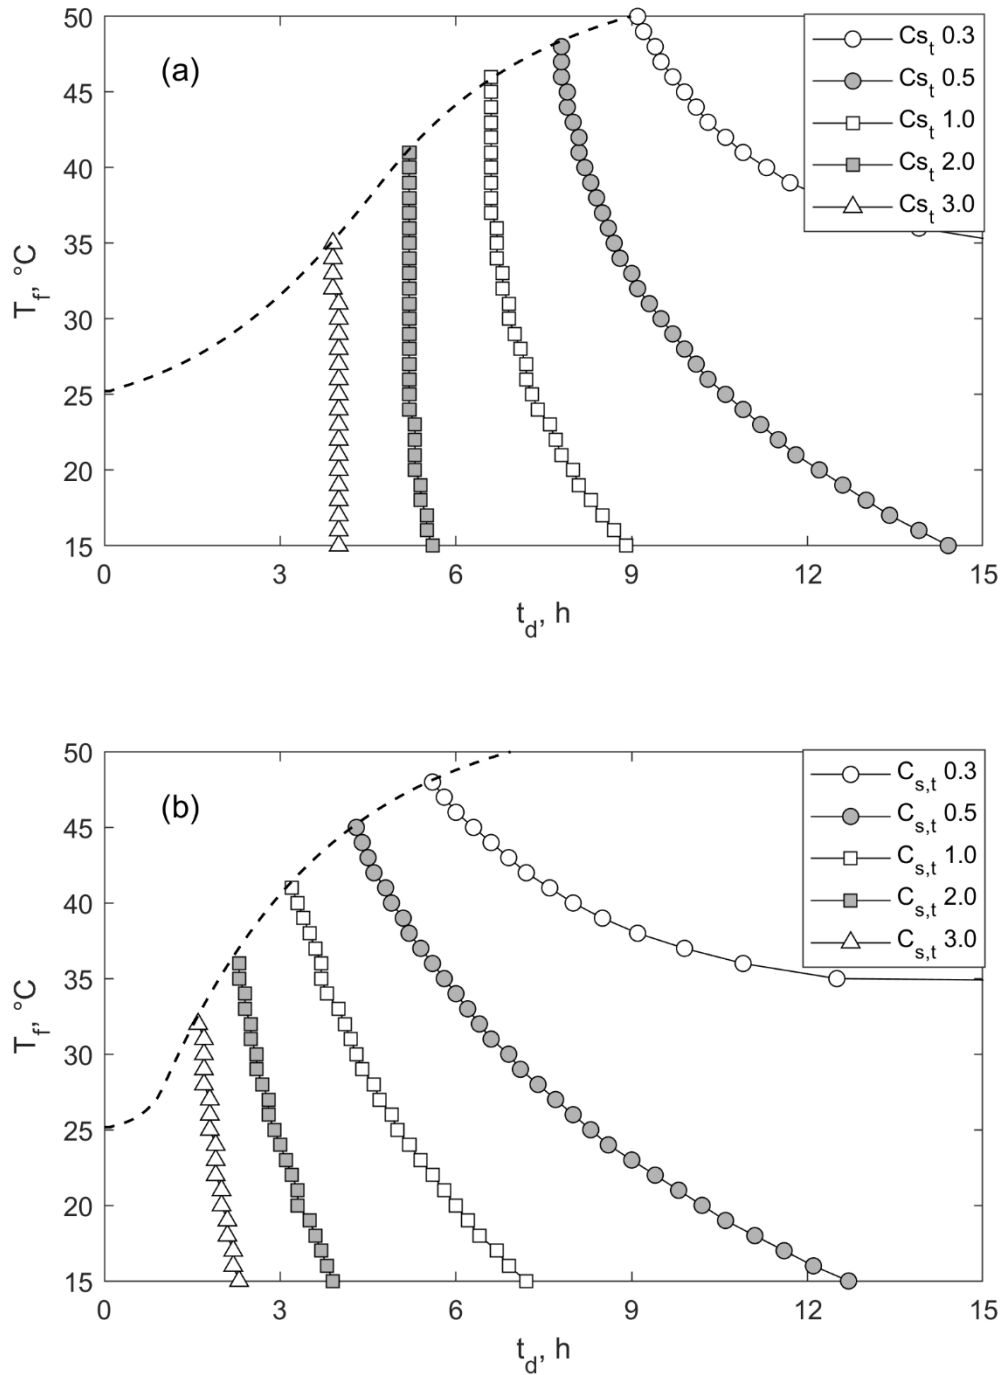 50
45
40
35
30
25
20
15
T_f, °C
(a)
Cs_t 0.3
Cs_t 0.5
Cs_t 1.0
Cs_t 2.0
Cs_t 3.0
0 3 6 9 12 15
t_d, h
50
45
40
35
30
25
20
15
T_f, °C
(b)
C_s,t 0.3
C_s,t 0.5
C_s,t 1.0
C_s,t 2.0
C_s,t 3.0
0 3 6 9 12 15
t_d, h